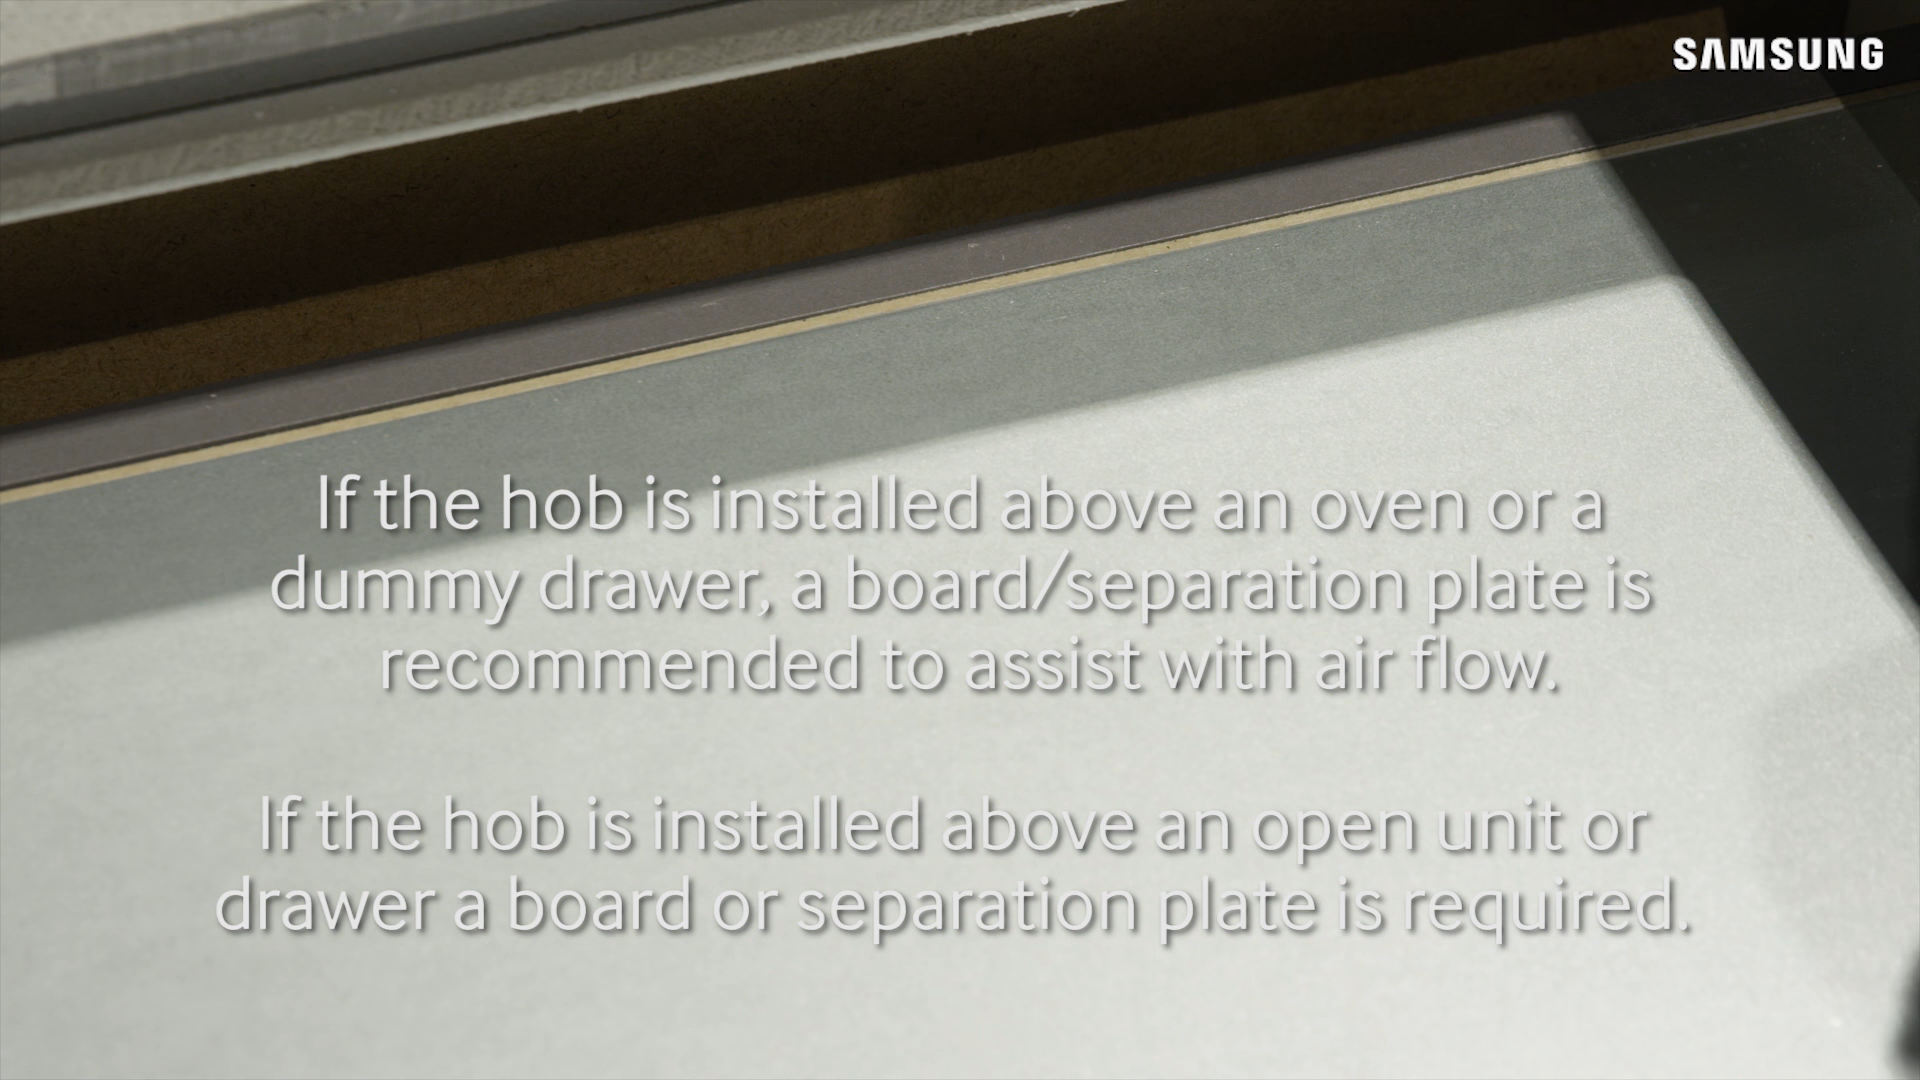 SAMSUNG
If the hob is installed above an oven or a
dummy drawer, a board/separation plate is
recommended to assist with air flow.
If the hob is installed above an open unit or
drawer a board or separation plate is required.